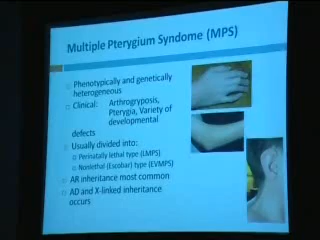 Multiple Pterygium Syndome (MPS)
Phenotypically and genetically
heterogeneous
Clinical: Arthrogryposis,
Pterygia, Variety of
developmental
defects
Usually divided into:
Perinatally lethal type (LMPS)
Nonlethal (Escobar) type (EVMPS)
AR inheritance most common
AD and X-linked inheritance
occurs